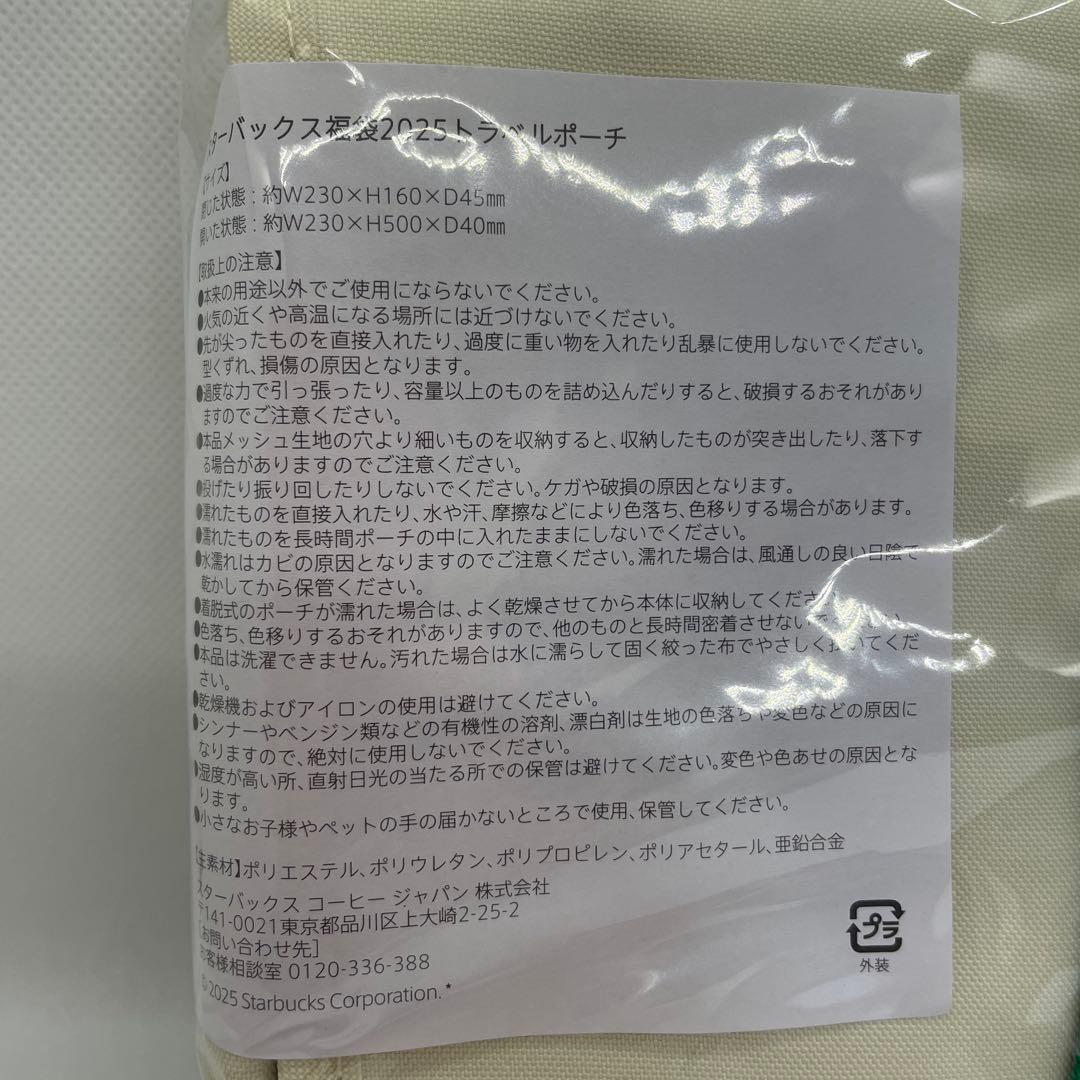 スターバックス福袋2025トラベルポーチ
【サイズ】
閉じた状態：約W230×H160×D45㎜
開いた状態：約W230×H500×D40㎜
【取扱上の注意】
●本来の用途以外でご使用にならないでください。
●火気の近くや高温になる場所には近づけないでください。
●先が尖ったものを直接入れたり、過度に重い物を入れたり乱暴に使用しないでください。
型くずれ、損傷の原因となります。
●過度な力で引っ張ったり、容量以上のものを詰め込んだりすると、破損するおそれがあり
ますのでご注意ください。
●本品メッシュ生地の穴より細いものを収納すると、収納したものが突き出したり、落下す
る場合がありますのでご注意ください。
●投げたり振り回したりしないでください。ケガや破損の原因となります。
●濡れたものを直接入れたり、水や汗、摩擦などにより色落ち、色移りする場合があります。
●濡れたものを長時間ポーチの中に入れたままにしないでください。
●水濡れはカビの原因となりますのでご注意ください。濡れた場合は、風通しの良い日陰で
乾かしてから保管ください。
●着脱式のポーチが濡れた場合は、よく乾燥させてから本体に収納してください。
●色落ち、色移りするおそれがありますので、他のものと長時間密着させないでください。
●本品は洗濯できません。汚れた場合は水に濡らして固く絞った布でやさしく拭いてくだ
さい。
●乾燥機およびアイロンの使用は避けてください。
●シンナーやベンジン類などの有機性の溶剤、漂白剤は生地の色落ちや変色などの原因に
なりますので、絶対に使用しないでください。
●湿度が高い所、直射日光の当たる所での保管は避けてください。変色や色あせの原因とな
ります。
●小さなお子様やペットの手の届かないところで使用、保管してください。
【主素材】ポリエステル、ポリウレタン、ポリプロピレン、ポリアセタール、亜鉛合金
スターバックス コーヒー ジャパン 株式会社
〒141-0021東京都品川区上大崎2-25-2
[お問い合わせ先]
お客様相談室 0120-336-388
© 2025 Starbucks Corporation.*
プラ
外装